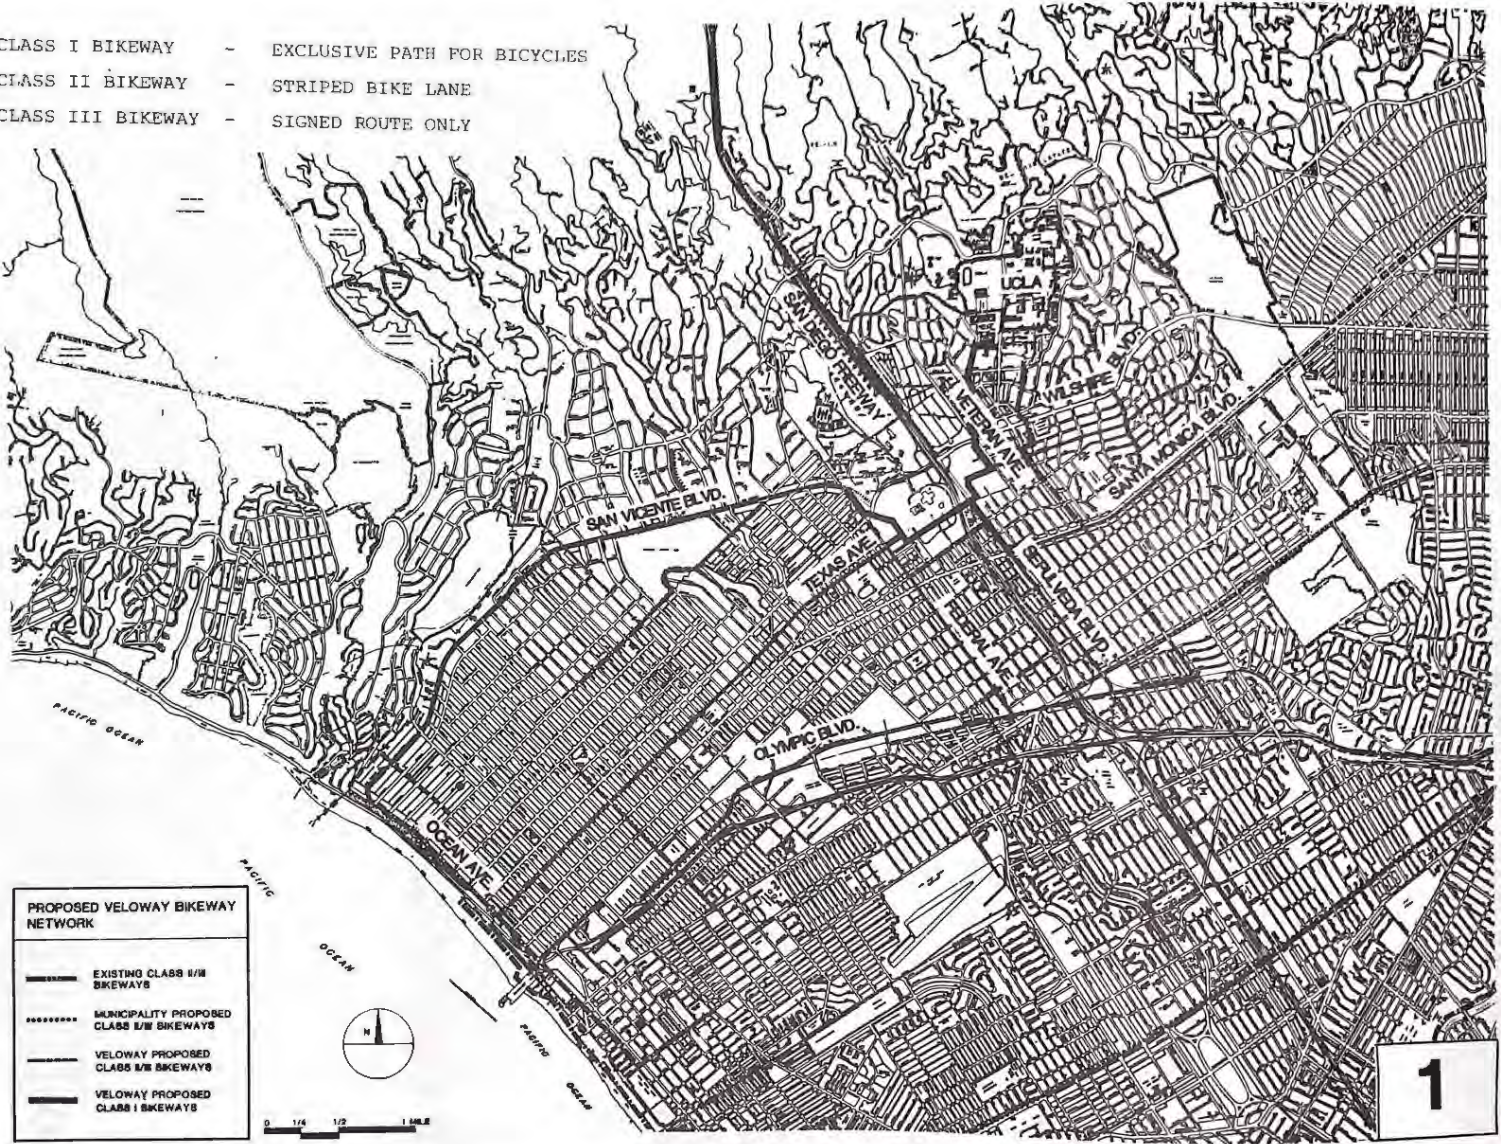 CLASS I BIKEWAY - EXCLUSIVE PATH FOR BICYCLES
CLASS II BIKEWAY - STRIPED BIKE LANE
CLASS III BIKEWAY - SIGNED ROUTE ONLY
UCLA
SAN DIEGO FREEWAY
VETERAN AVE.
WILSHIRE BLVD.
SANTA MONICA BLVD.
SAN VICENTE BLVD.
TEXAS AVE.
SEPULVEDA BLVD.
FEDERAL AVE.
OLYMPIC BLVD.
OCEAN AVE.
PACIFIC OCEAN
PACIFIC
OCEAN
PACIFIC
OCEAN
PROPOSED VELOWAY BIKEWAY
NETWORK
EXISTING CLASS II/III
BIKEWAYS
MUNICIPALITY PROPOSED
CLASS II/III BIKEWAYS
VELOWAY PROPOSED
CLASS II/III BIKEWAYS
VELOWAY PROPOSED
CLASS I BIKEWAYS
N
0 1/4 1/2 1 MILE
1